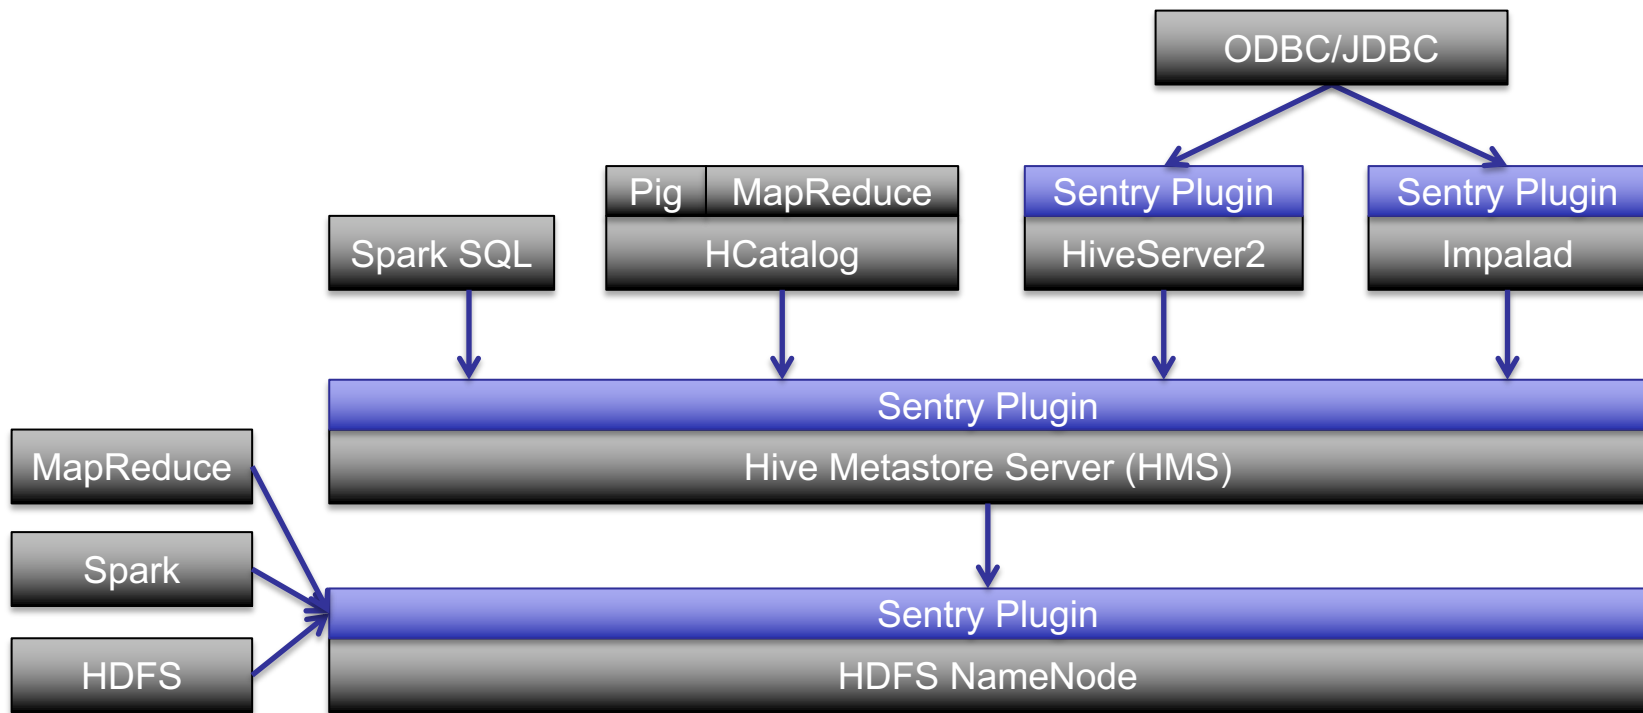 ODBC/JDBC
Pig
MapReduce
Sentry Plugin
Sentry Plugin
Spark SQL
HCatalog
HiveServer2
Impalad
Sentry Plugin
MapReduce
Hive Metastore Server (HMS)
Spark
Sentry Plugin
HDFS
HDFS NameNode